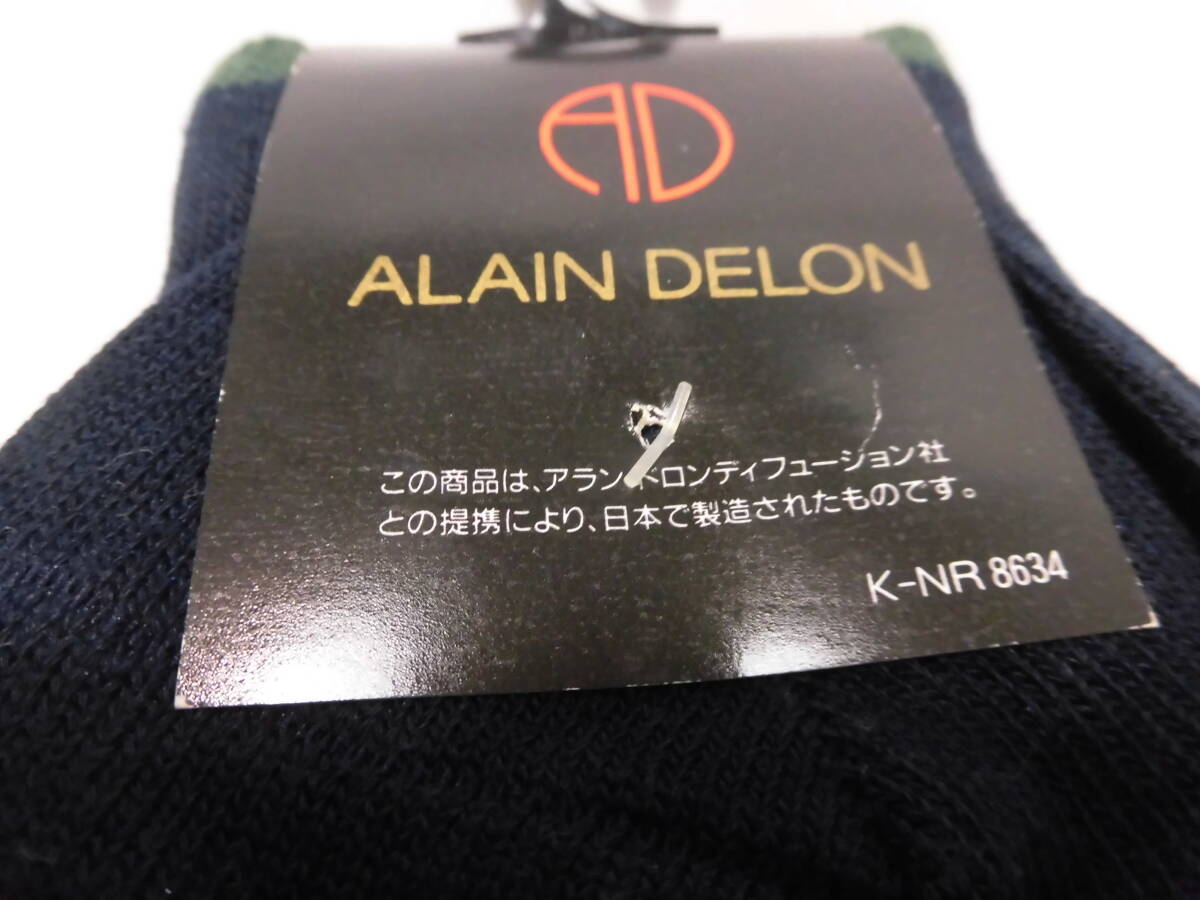 AD
ALAIN DELON
この商品は、アランドロンディフュージョン社
との提携により、日本で製造されたものです。
K-NR 8634